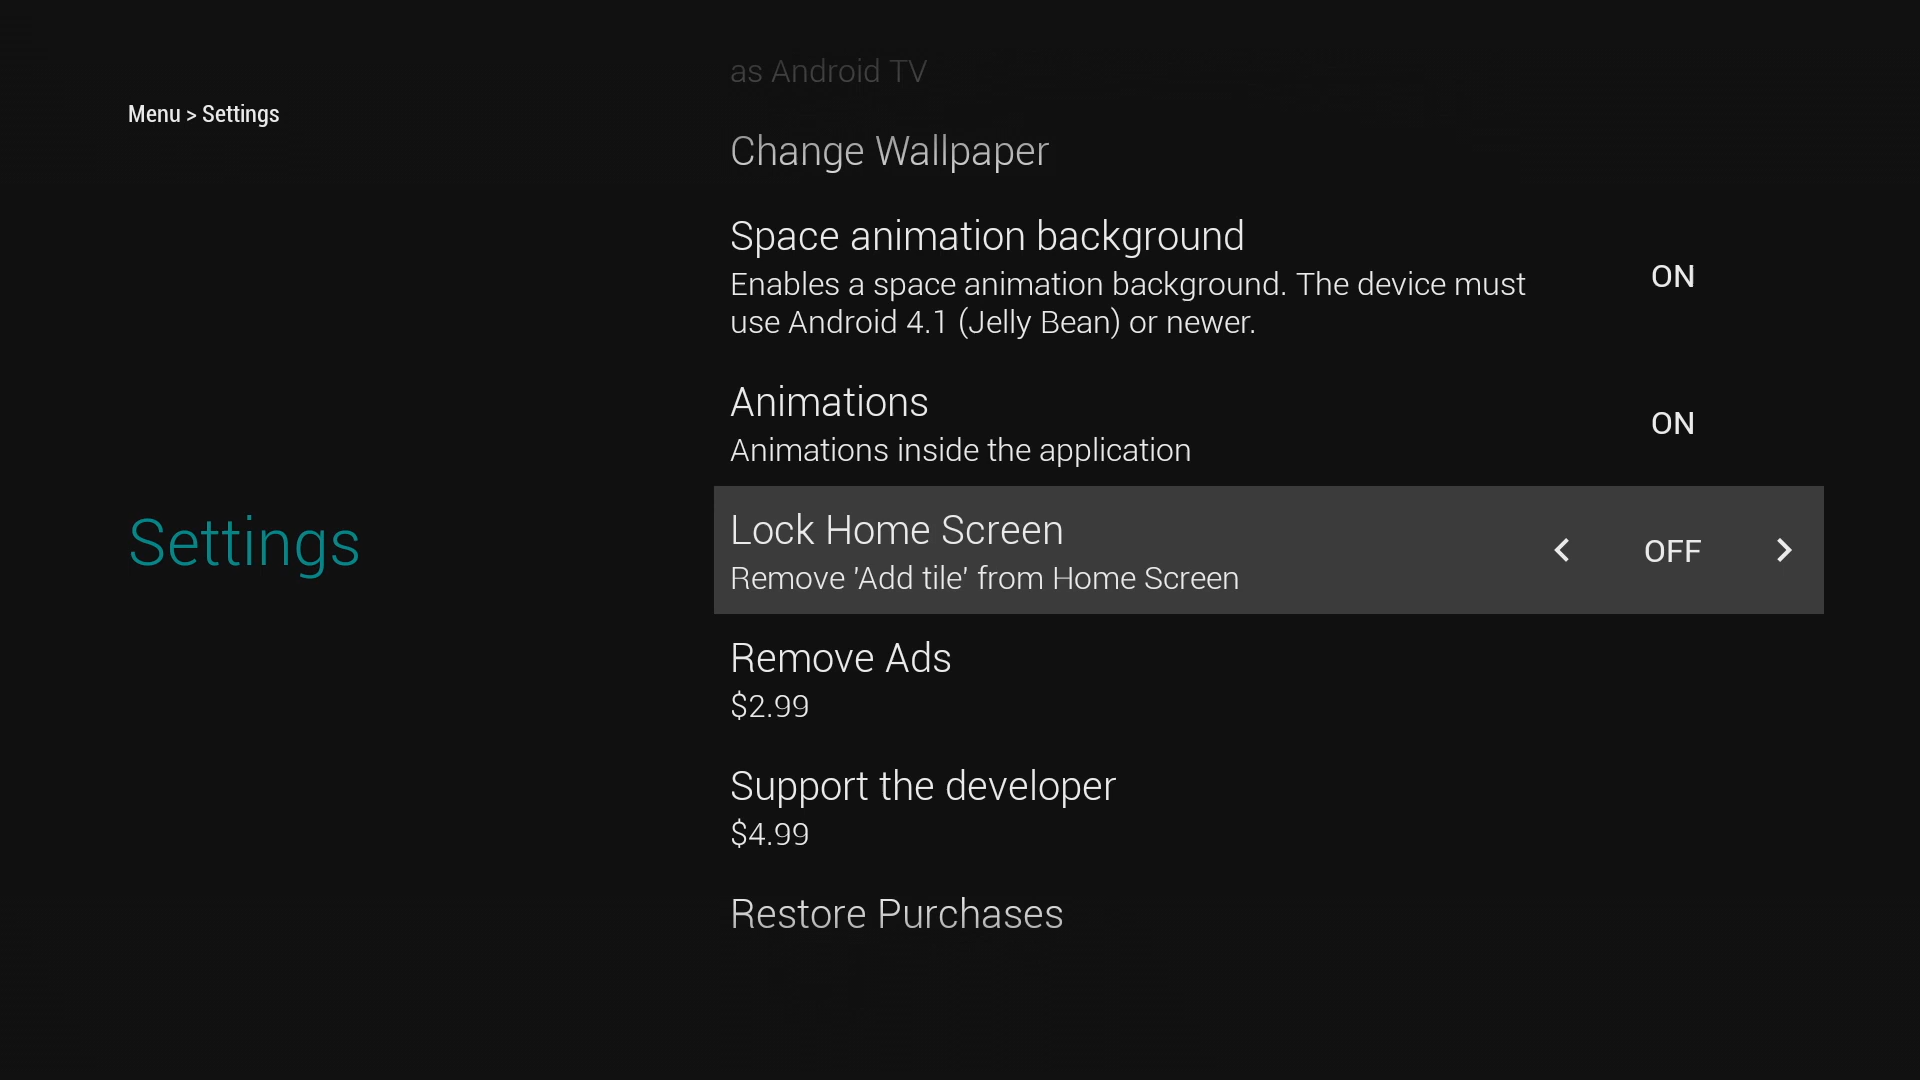 as Android TV
Menu > Settings
Change Wallpaper
Space animation background
Enables a space animation background. The device must
use Android 4.1 (Jelly Bean) or newer.
ON
Animations
Animations inside the application
ON
Settings
Lock Home Screen
Remove 'Add tile' from Home Screen
OFF
Remove Ads
$2.99
Support the developer
$4.99
Restore Purchases